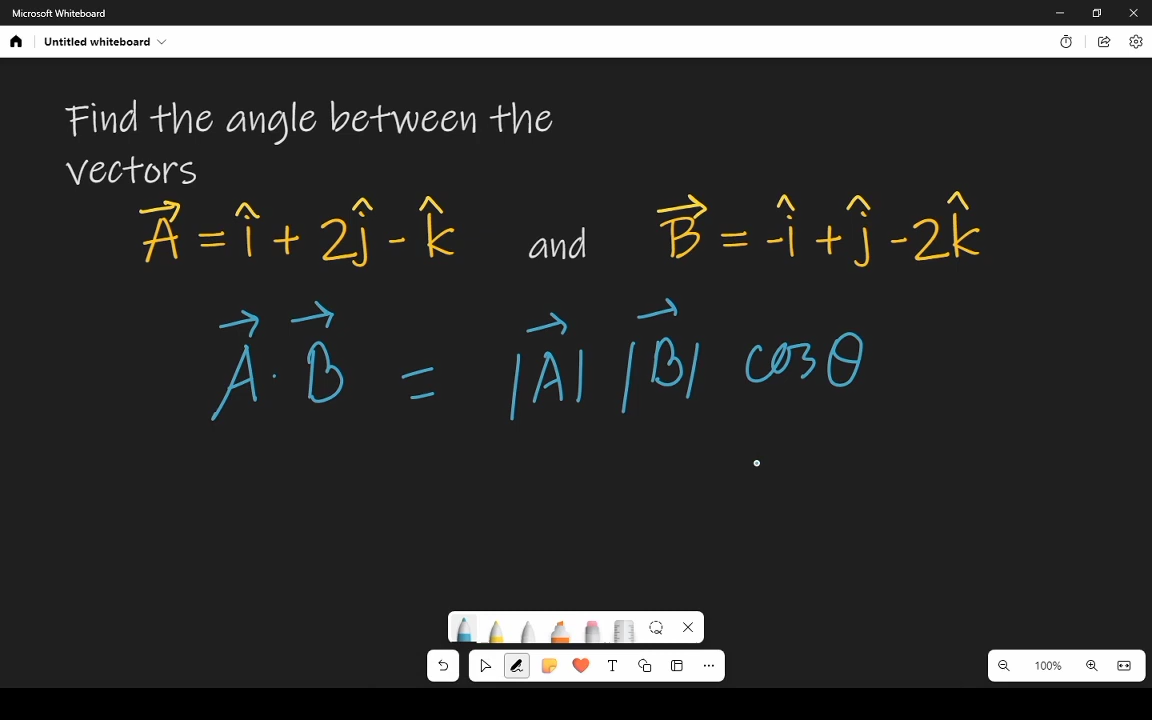 Microsoft Whiteboard
Untitled whiteboard
Find the angle between the
vectors
A⃗ = î + 2ĵ - k̂ and B⃗ = -î + ĵ - 2k̂
A⃗ · B⃗ = |A⃗| |B⃗| cosθ
100%